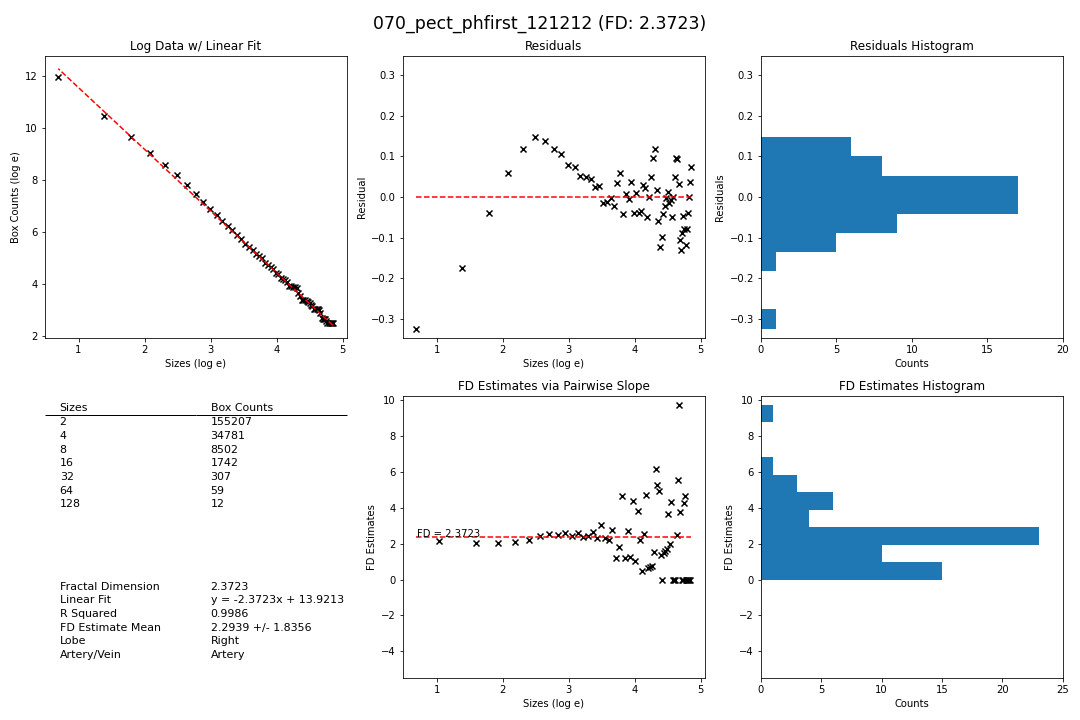 070_pect_phfirst_121212 (FD: 2.3723)
Log Data w/ Linear Fit
12
10
8
6
4
2
Box Counts (log e)
1 2 3 4 5
Sizes (log e)
Residuals
0.3
0.2
0.1
0.0
−0.1
−0.2
−0.3
Residual
1 2 3 4 5
Sizes (log e)
Residuals Histogram
0.3
0.2
0.1
0.0
−0.1
−0.2
−0.3
Residuals
0 5 10 15 20
Counts
Sizes Box Counts
2 155207
4 34781
8 8502
16 1742
32 307
64 59
128 12
Fractal Dimension 2.3723
Linear Fit y = -2.3723x + 13.9213
R Squared 0.9986
FD Estimate Mean 2.2939 +/- 1.8356
Lobe Right
Artery/Vein Artery
FD Estimates via Pairwise Slope
10
8
6
4
2
0
−2
−4
FD Estimates
FD = 2.3723
1 2 3 4 5
Sizes (log e)
FD Estimates Histogram
10
8
6
4
2
0
−2
−4
FD Estimates
0 5 10 15 20 25
Counts